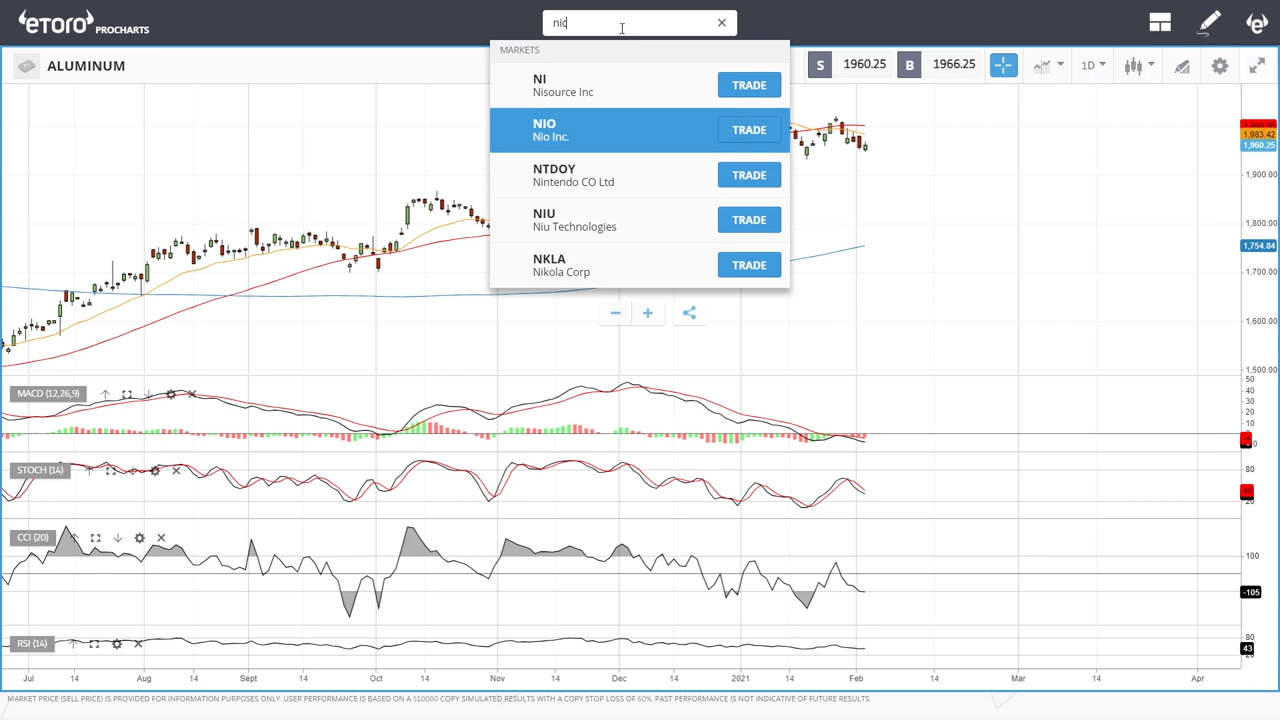 etoro PROCHARTS
nic
MARKETS
NI
Nisource Inc
TRADE
NIO
Nio Inc.
TRADE
NTDOY
Nintendo CO Ltd
TRADE
NIU
Niu Technologies
TRADE
NKLA
Nikola Corp
TRADE
ALUMINUM
S 1960.25 B 1966.25 1D
1,983.42
1,960.25
1,900.00
1,800.00
1,754.84
1,700.00
1,600.00
1,500.00
MACD (12,26,9)
50
40
30
20
10
STOCH (14)
80
20
CCI (20)
100
-105
RSI (14)
80
43
Jul 14 Aug 14 Sept 14 Oct 14 Nov 14 Dec 14 2021 14 Feb 14 Mar 14 Apr
MARKET PRICE (SELL PRICE) IS PROVIDED FOR INFORMATION PURPOSES ONLY. USER PERFORMANCE IS BASED ON A $10000 COPY SIMULATED RESULTS WITH A COPY STOP LOSS OF 60%. PAST PERFORMANCE IS NOT INDICATIVE OF FUTURE RESULTS.